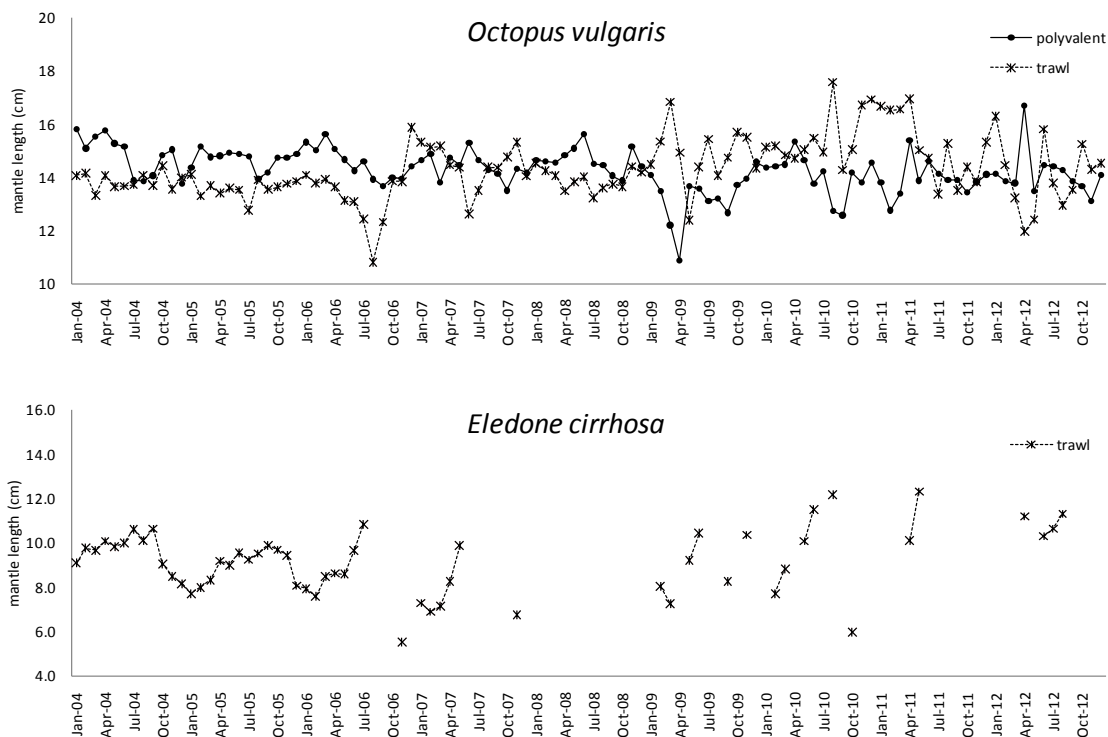 Octopus vulgaris
polyvalent
trawl
mantle length (cm)
20
18
16
14
12
10
Jan-04 Apr-04 Jul-04 Oct-04 Jan-05 Apr-05 Jul-05 Oct-05 Jan-06 Apr-06 Jul-06 Oct-06 Jan-07 Apr-07 Jul-07 Oct-07 Jan-08 Apr-08 Jul-08 Oct-08 Jan-09 Apr-09 Jul-09 Oct-09 Jan-10 Apr-10 Jul-10 Oct-10 Jan-11 Apr-11 Jul-11 Oct-11 Jan-12 Apr-12 Jul-12 Oct-12
Eledone cirrhosa
trawl
mantle length (cm)
16.0
14.0
12.0
10.0
8.0
6.0
4.0
Jan-04 Apr-04 Jul-04 Oct-04 Jan-05 Apr-05 Jul-05 Oct-05 Jan-06 Apr-06 Jul-06 Oct-06 Jan-07 Apr-07 Jul-07 Oct-07 Jan-08 Apr-08 Jul-08 Oct-08 Jan-09 Apr-09 Jul-09 Oct-09 Jan-10 Apr-10 Jul-10 Oct-10 Jan-11 Apr-11 Jul-11 Oct-11 Jan-12 Apr-12 Jul-12 Oct-12